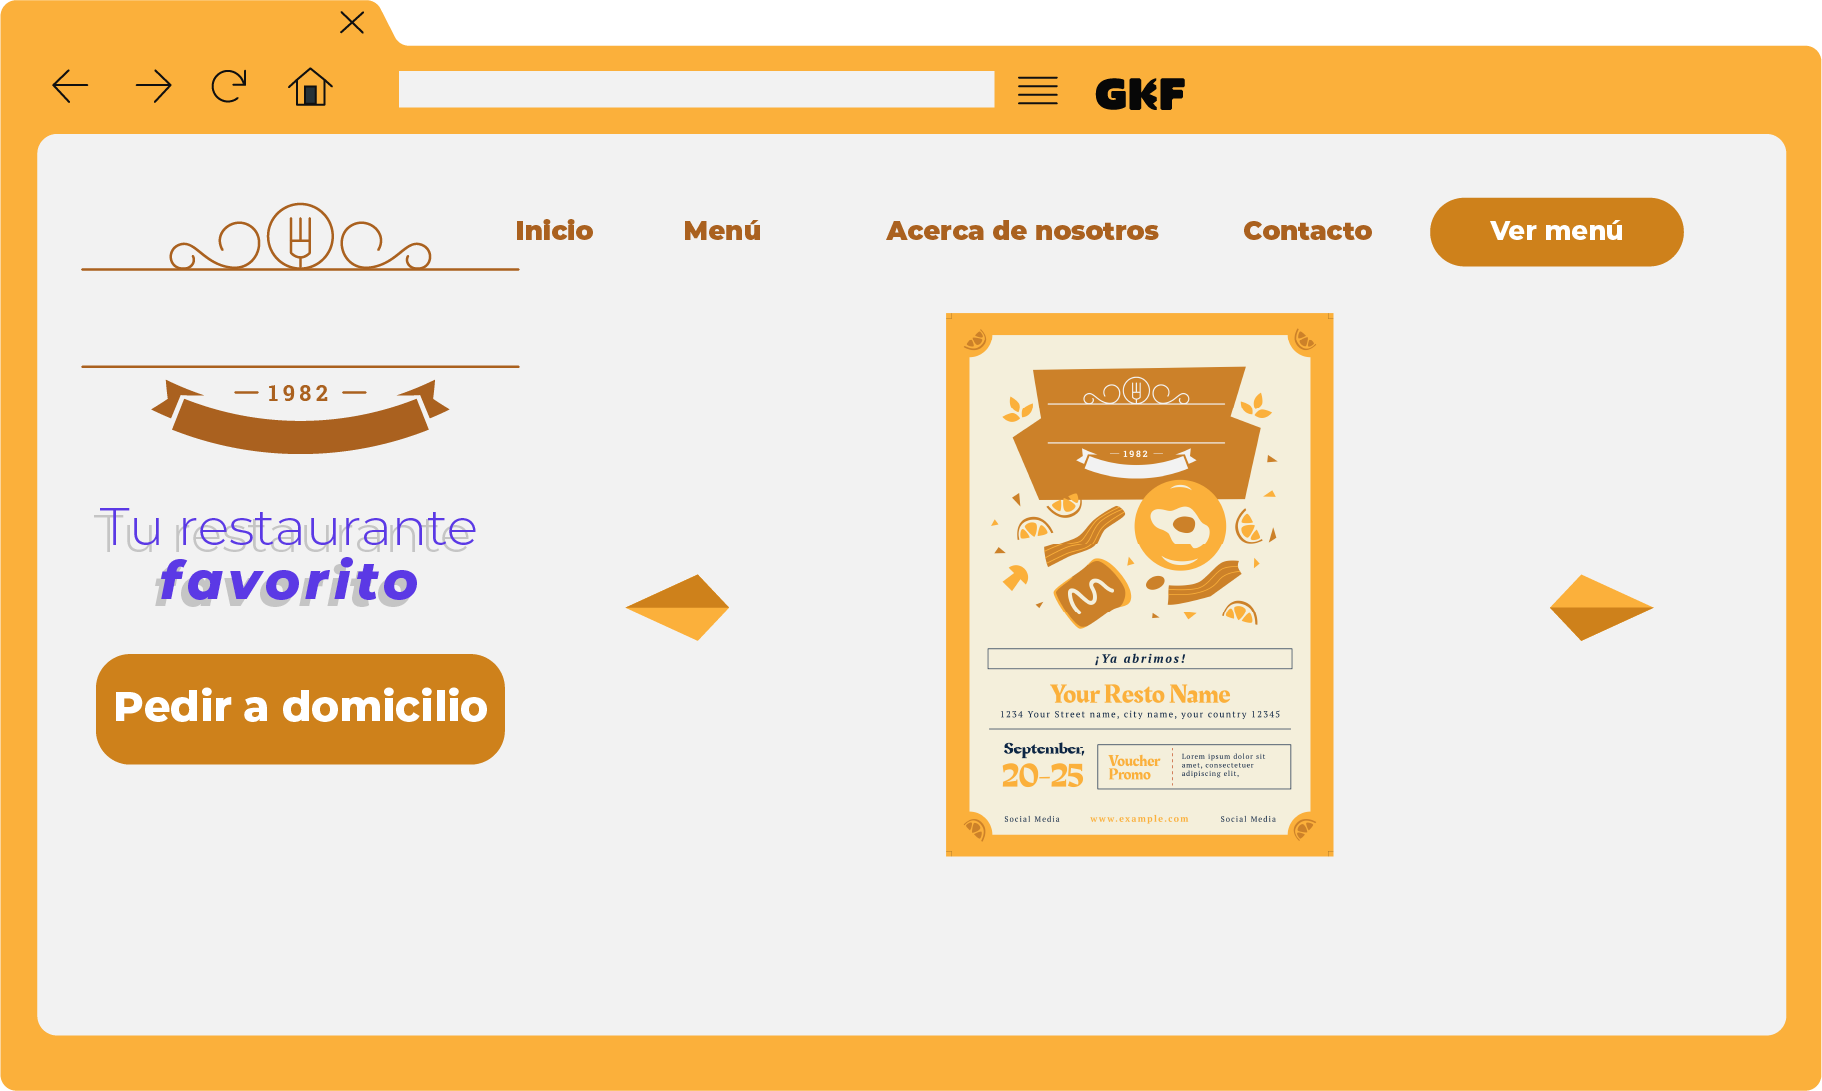 GKF
Inicio
Menú
Acerca de nosotros
Contacto
Ver menú
1982
Tu restaurante
favorito
Pedir a domicilio
1982
¡Ya abrimos!
Your Resto Name
1234 Your Street name, city name, your country 12345
September,
20-25
Voucher
Promo
Lorem ipsum dolor sit
amet, consectetuer
adipiscing elit,
Social Media
www.example.com
Social Media